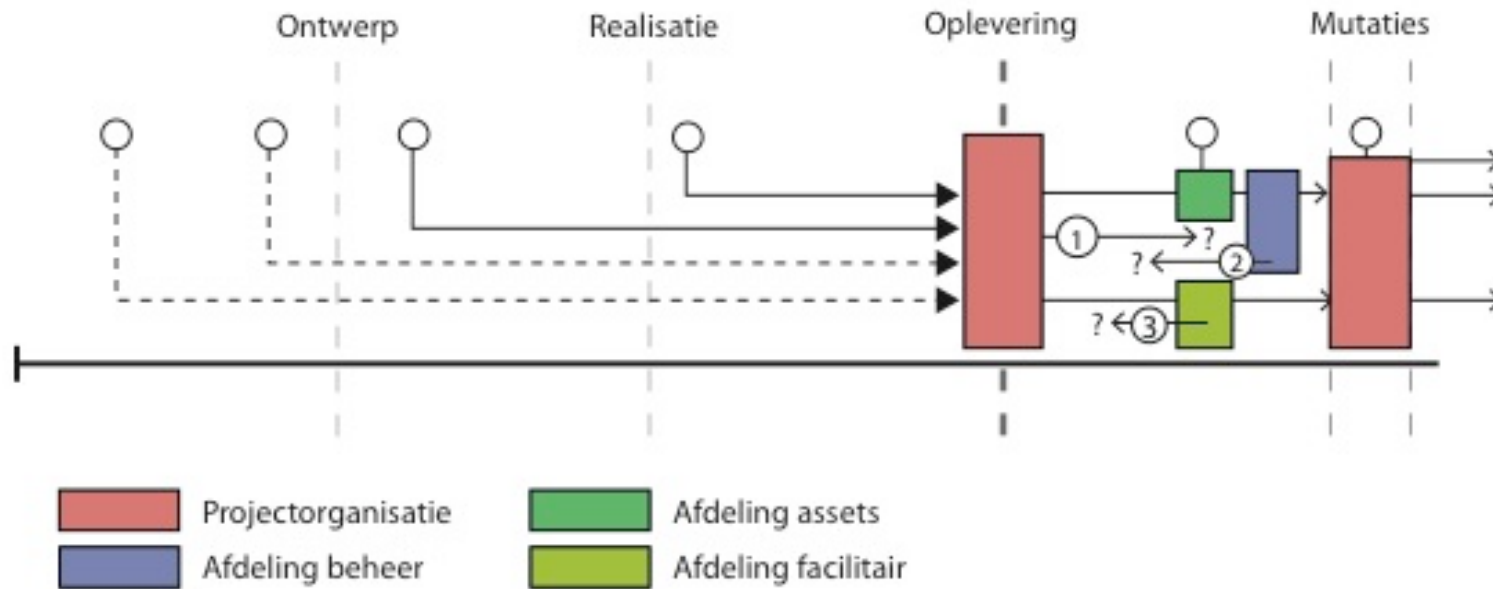 Ontwerp Realisatie Oplevering Mutaties
1 ?
? 2
? 3
Projectorganisatie Afdeling assets
Afdeling beheer Afdeling facilitair